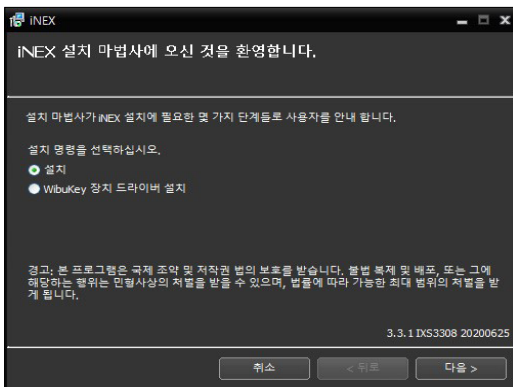 iNEX
iNEX 설치 마법사에 오신 것을 환영합니다.
설치 마법사가 iNEX 설치에 필요한 몇 가지 단계들로 사용자를 안내 합니다.
설치 명령을 선택하십시오.
설치
WibuKey 장치 드라이버 설치
경고: 본 프로그램은 국제 조약 및 저작권 법의 보호를 받습니다. 불법 복제 및 배포, 또는 그에
해당하는 행위는 민형사상의 처벌을 받을 수 있으며, 법률에 따라 가능한 최대 범위의 처벌을 받
게 됩니다.
3.3.1 IXS3308 20200625
취소
< 뒤로
다음 >